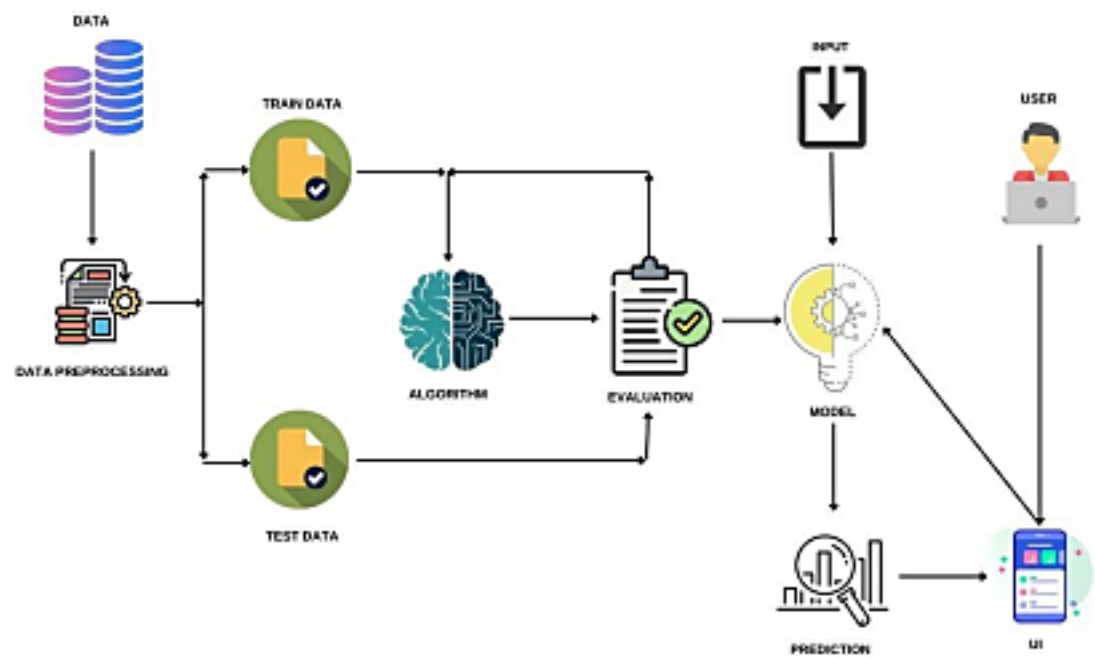 DATA
INPUT
TRAIN DATA
USER
DATA PREPROCESSING
ALGORITHM
EVALUATION
MODEL
TEST DATA
PREDICTION
UI